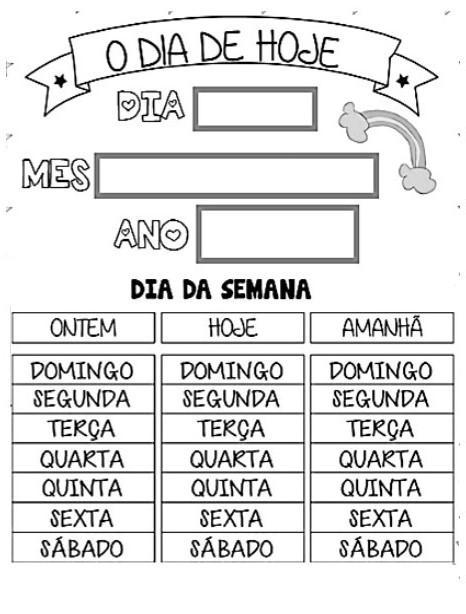 O DIA DE HOJE
DIA
MES
ANO
DIA DA SEMANA
ONTEM HOJE AMANHÃ
DOMINGO DOMINGO DOMINGO
SEGUNDA SEGUNDA SEGUNDA
TERÇA TERÇA TERÇA
QUARTA QUARTA QUARTA
QUINTA QUINTA QUINTA
SEXTA SEXTA SEXTA
SÁBADO SÁBADO SÁBADO